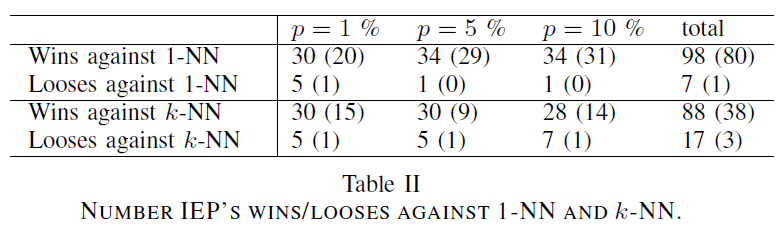 p = 1 % p = 5 % p = 10 % total
Wins against 1-NN 30 (20) 34 (29) 34 (31) 98 (80)
Looses against 1-NN 5 (1) 1 (0) 1 (0) 7 (1)
Wins against k-NN 30 (15) 30 (9) 28 (14) 88 (38)
Looses against k-NN 5 (1) 5 (1) 7 (1) 17 (3)
Table II
NUMBER IEP'S WINS/LOOSES AGAINST 1-NN AND k-NN.